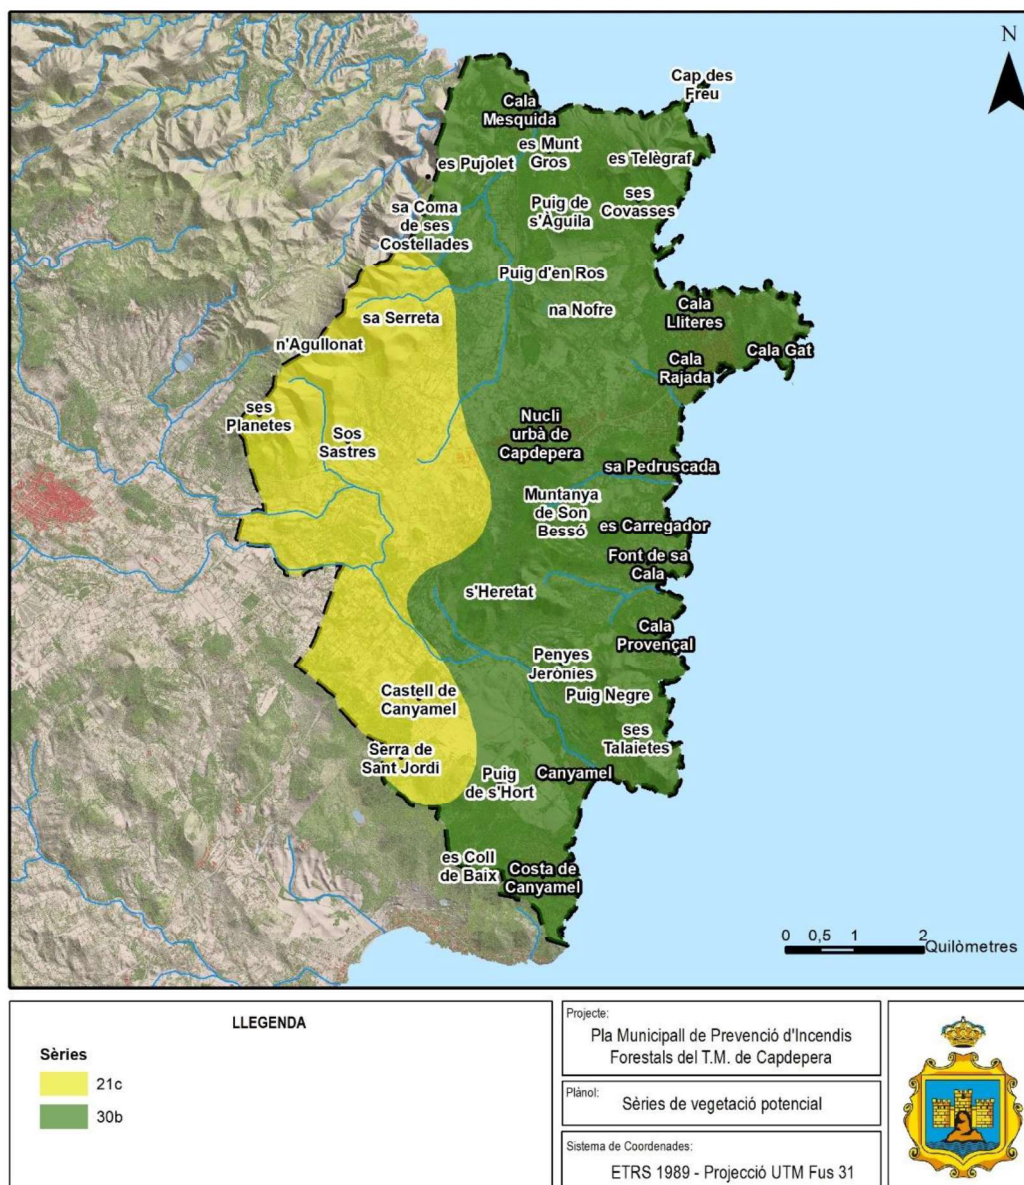 N
Cap des
Freu
Cala
Mesquida
es Munt
Gros
es Pujolet
es Telègraf
ses
Covasses
Puig de
s'Àguila
sa Coma
de ses
Costellades
Puig d'en Ros
na Nofre
Cala
Lliteres
sa Serreta
n'Agullonat
Cala Gat
Cala
Rajada
ses
Planetes
Sos
Sastres
Nucli
urbà de
Capdepera
sa Pedruscada
Muntanya
de Son
Bessó
es Carregador
Font de sa
Cala
s'Heretat
Cala
Provençal
Penyes
Jerònies
Puig Negre
Castell de
Canyamel
ses
Talaietes
Serra de
Sant Jordi
Puig
de s'Hort
Canyamel
es Coll
de Baix
Costa de
Canyamel
0 0,5 1 2
Quilòmetres
LLEGENDA
Sèries
21c
30b
Projecte:
Pla Municipall de Prevenció d'Incendis
Forestals del T.M. de Capdepera
Plànol:
Sèries de vegetació potencial
Sistema de Coordenades:
ETRS 1989 - Projecció UTM Fus 31